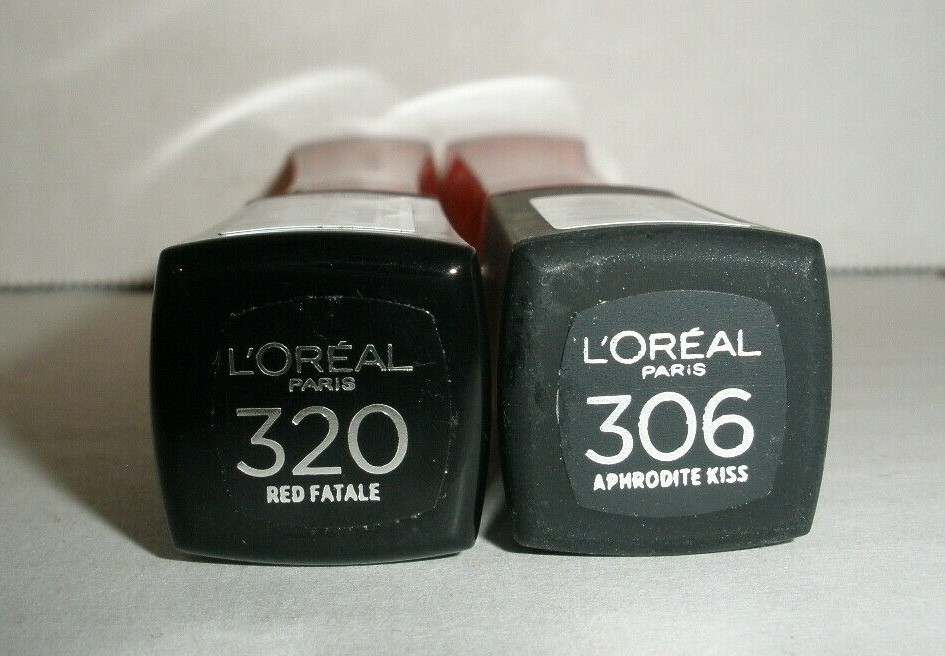 L'ORÉAL
PARIS
320
RED FATALE
L'ORÉAL
PARIS
306
APHRODITE KISS